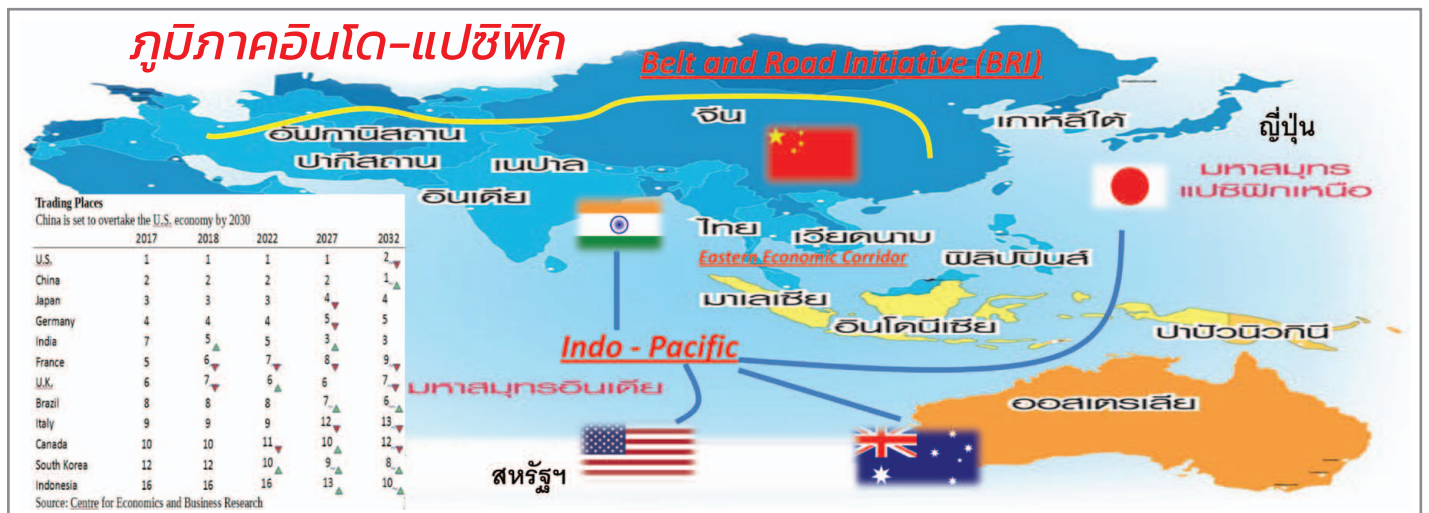 ภูมิภาคอินโด-แปซิฟิก
Belt and Road Initiative (BRI)
จีน
เกาหลีใต้
ญี่ปุ่น
อัฟกานิสถาน
ปากีสถาน
เนปาล
อินเดีย
มหาสมุทร
แปซิฟิกเหนือ
ไทย
เวียดนาม
Eastern Economic Corridor
ฟิลิปปินส์
มาเลเซีย
อินโดนีเซีย
ปาปัวนิวกินี
Indo - Pacific
มหาสมุทรอินเดีย
ออสเตรเลีย
สหรัฐฯ
Trading Places
China is set to overtake the U.S. economy by 2030
2017 2018 2022 2027 2032
U.S. 1 1 1 1 2
China 2 2 2 2 1
Japan 3 3 3 4 4
Germany 4 4 4 5 5
India 7 5 5 3 3
France 5 6 7 8 9
U.K. 6 7 6 6 7
Brazil 8 8 8 7 6
Italy 9 9 9 12 13
Canada 10 10 11 10 12
South Korea 12 12 10 9 8
Indonesia 16 16 16 13 10
Source: Centre for Economics and Business Research